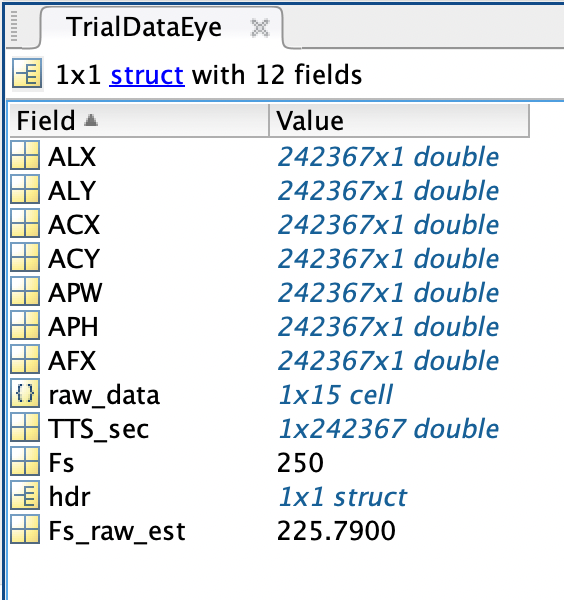 TrialDataEye
1x1 struct with 12 fields
Field Value
ALX 242367x1 double
ALY 242367x1 double
ACX 242367x1 double
ACY 242367x1 double
APW 242367x1 double
APH 242367x1 double
AFX 242367x1 double
raw_data 1x15 cell
TTS_sec 1x242367 double
Fs 250
hdr 1x1 struct
Fs_raw_est 225.7900